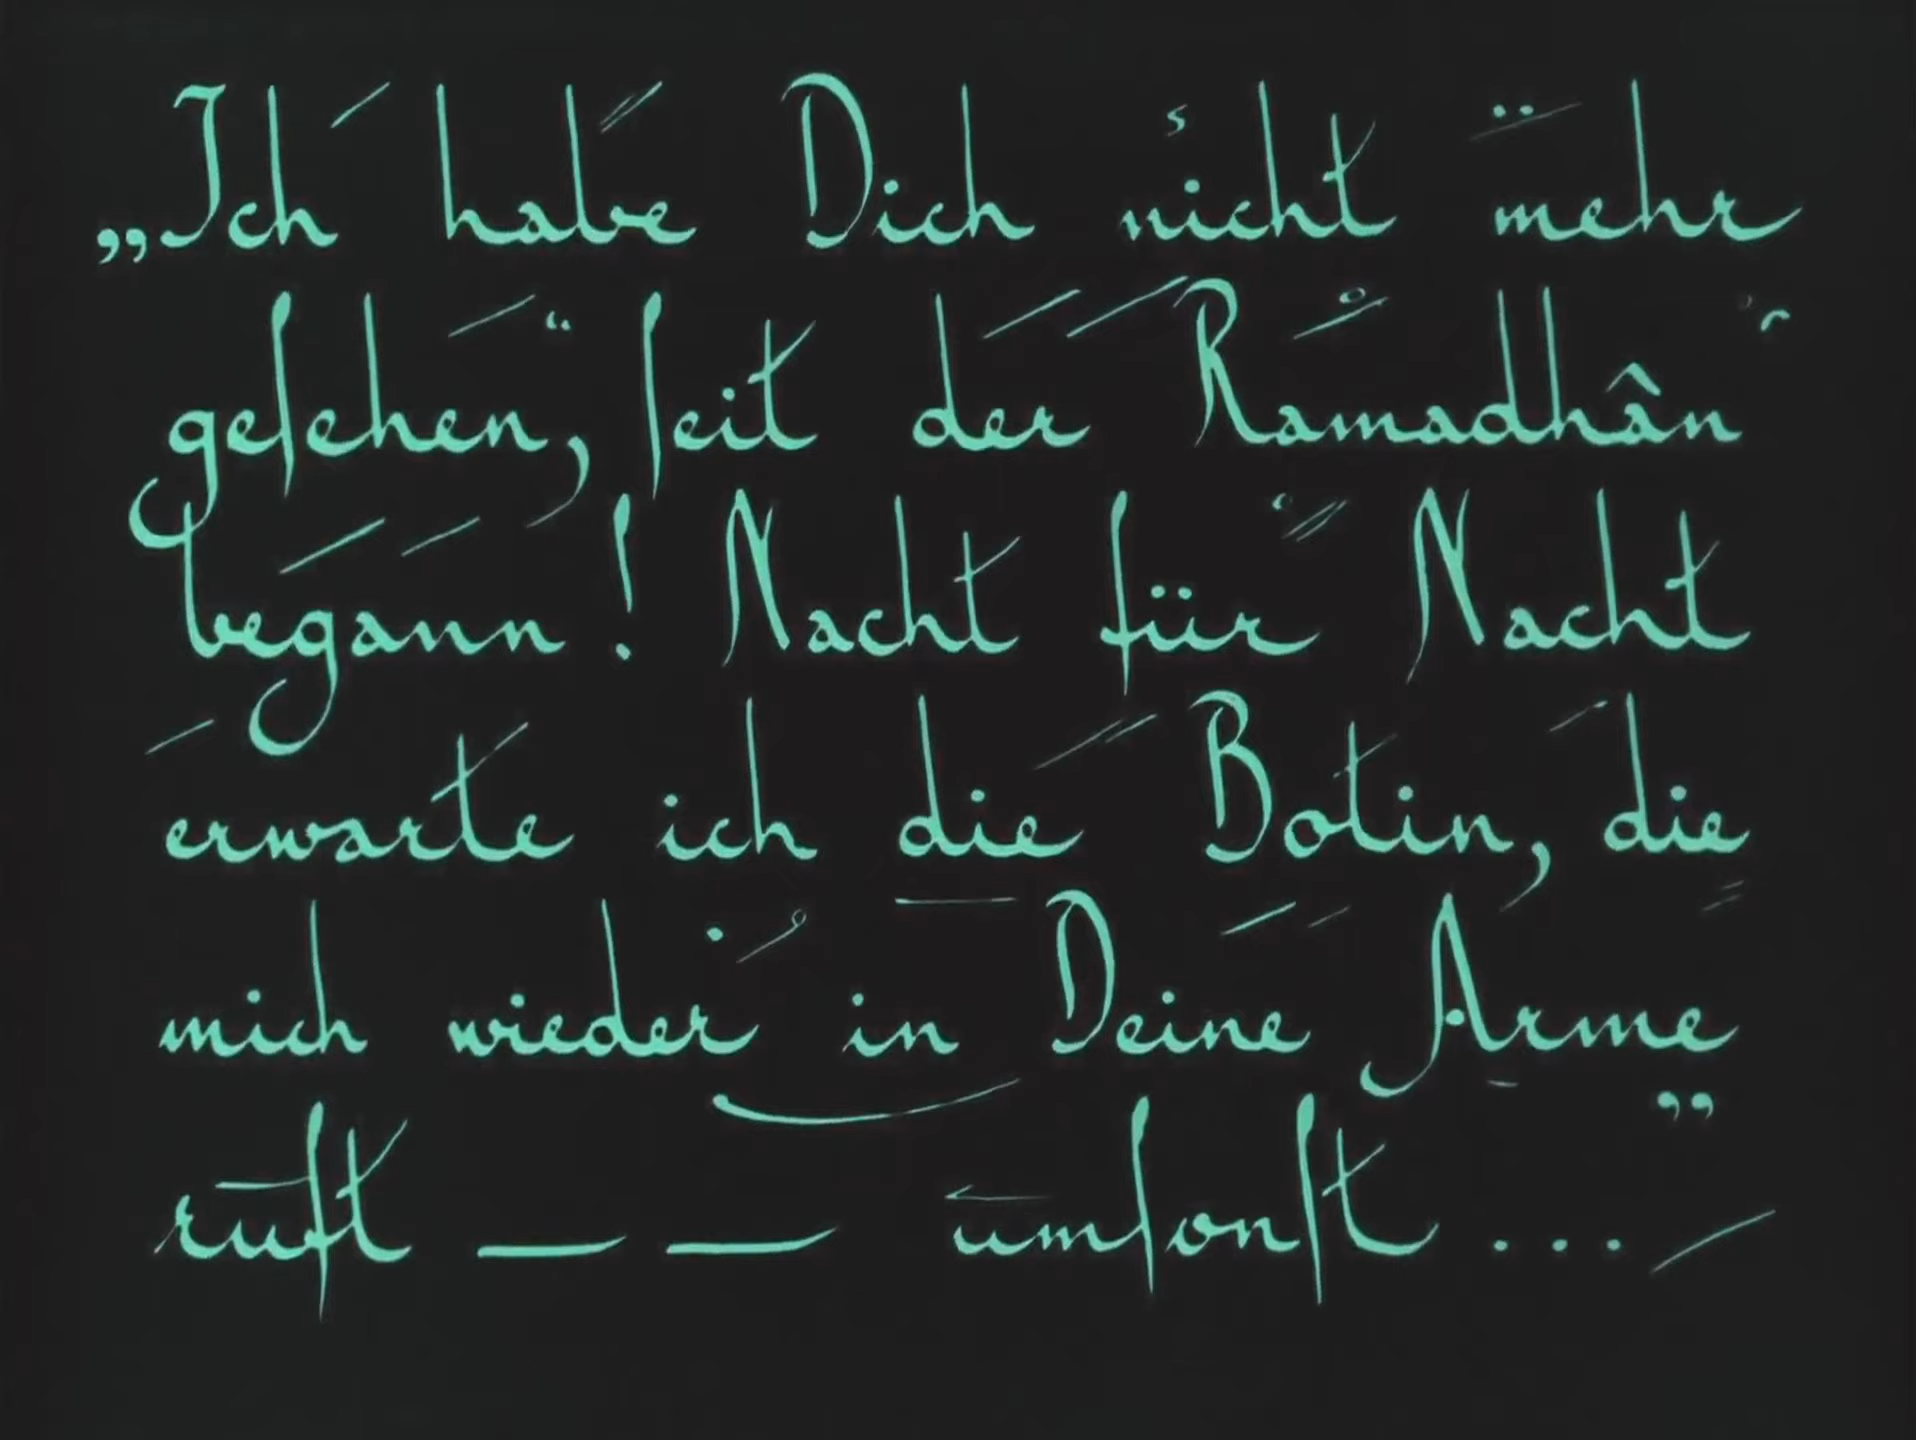 „Ich habe Dich nicht mehr
geſehen, ſeit der Ramadhân
begann! Nacht für Nacht
erwarte ich die Botin, die
mich wieder in Deine Arme
ruft — — umſonſt ...”